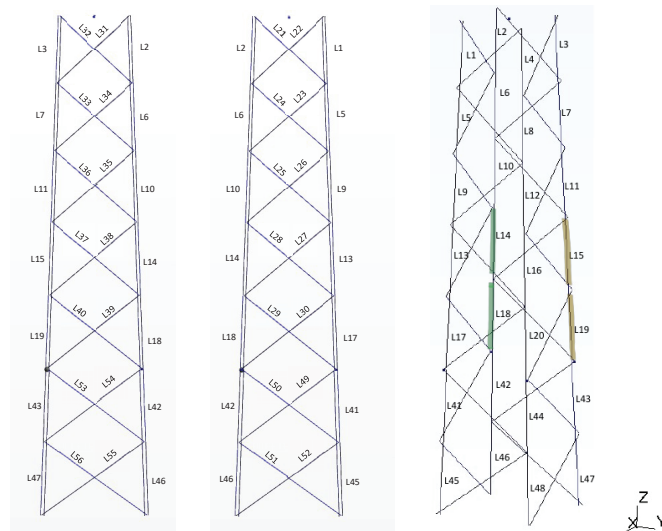 L32 L31
L3 L2
L33 L34
L7 L6
L36 L35
L11 L10
L37 L38
L15 L14
L40 L39
L19 L18
L53 L54
L43 L42
L56 L55
L47 L46
L21 L22
L2 L1
L24 L23
L6 L5
L25 L26
L10 L9
L28 L27
L14 L13
L29 L30
L18 L17
L50 L49
L42 L41
L51 L52
L46 L45
L2
L1 L4 L3
L6
L5 L8 L7
L10
L9 L12 L11
L14
L13 L16 L15
L18
L17 L20 L19
L42
L41 L44 L43
L46
L45 L48 L47
Z
X Y